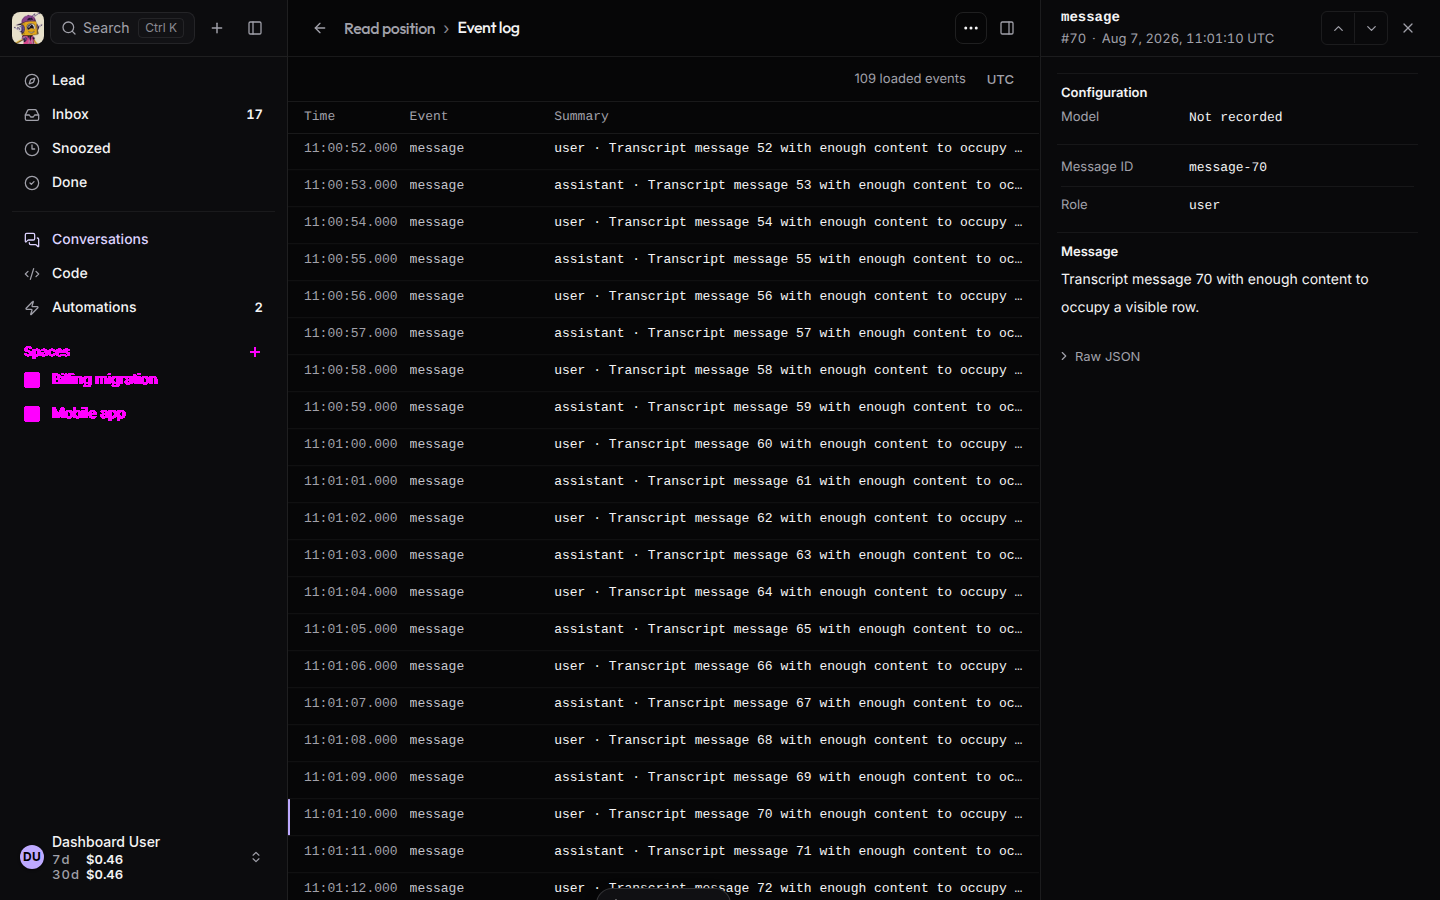 Search Ctrl K
Lead
Inbox 17
Snoozed
Done
Conversations
Code
Automations 2
Spaces
Billing migration
Mobile app
DU
Dashboard User
7d $0.46
30d $0.46
Read position › Event log
109 loaded events UTC
Time Event Summary
11:00:52.000 message user · Transcript message 52 with enough content to occupy …
11:00:53.000 message assistant · Transcript message 53 with enough content to oc…
11:00:54.000 message user · Transcript message 54 with enough content to occupy …
11:00:55.000 message assistant · Transcript message 55 with enough content to oc…
11:00:56.000 message user · Transcript message 56 with enough content to occupy …
11:00:57.000 message assistant · Transcript message 57 with enough content to oc…
11:00:58.000 message user · Transcript message 58 with enough content to occupy …
11:00:59.000 message assistant · Transcript message 59 with enough content to oc…
11:01:00.000 message user · Transcript message 60 with enough content to occupy …
11:01:01.000 message assistant · Transcript message 61 with enough content to oc…
11:01:02.000 message user · Transcript message 62 with enough content to occupy …
11:01:03.000 message assistant · Transcript message 63 with enough content to oc…
11:01:04.000 message user · Transcript message 64 with enough content to occupy …
11:01:05.000 message assistant · Transcript message 65 with enough content to oc…
11:01:06.000 message user · Transcript message 66 with enough content to occupy …
11:01:07.000 message assistant · Transcript message 67 with enough content to oc…
11:01:08.000 message user · Transcript message 68 with enough content to occupy …
11:01:09.000 message assistant · Transcript message 69 with enough content to oc…
11:01:10.000 message user · Transcript message 70 with enough content to occupy …
11:01:11.000 message assistant · Transcript message 71 with enough content to oc…
11:01:12.000 message user · Transcript message 72 with enough content to occupy …
message
#70 · Aug 7, 2026, 11:01:10 UTC
Configuration
Model Not recorded
Message ID message-70
Role user
Message
Transcript message 70 with enough content to
occupy a visible row.
Raw JSON